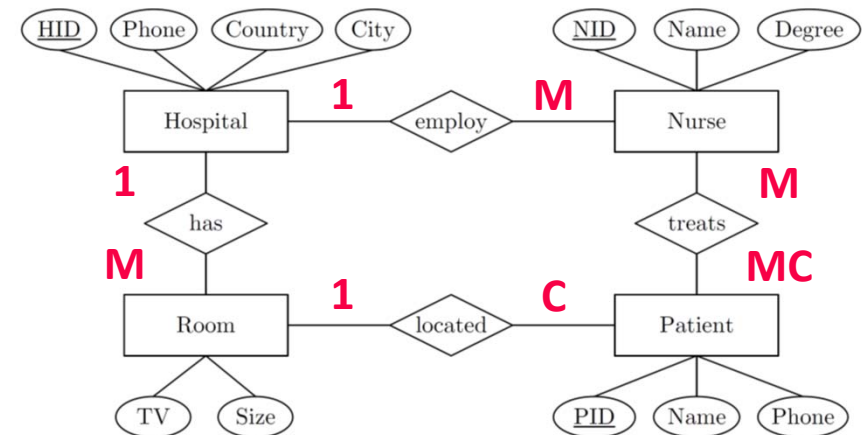 HID Phone Country City NID Name Degree
1 M
Hospital employ Nurse
1 M
has treats
M MC
1 C
Room located Patient
TV Size PID Name Phone